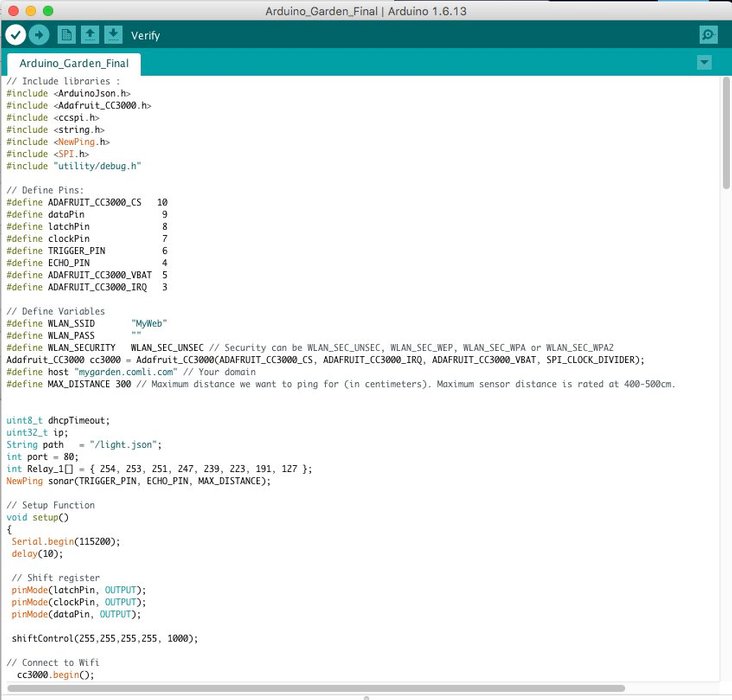 Arduino_Garden_Final | Arduino 1.6.13
Verify
Arduino_Garden_Final
// Include libraries :
#include <ArduinoJson.h>
#include <Adafruit_CC3000.h>
#include <ccspi.h>
#include <string.h>
#include <NewPing.h>
#include <SPI.h>
#include "utility/debug.h"
// Define Pins:
#define ADAFRUIT_CC3000_CS   10
#define dataPin               9
#define latchPin              8
#define clockPin              7
#define TRIGGER_PIN           6
#define ECHO_PIN              4
#define ADAFRUIT_CC3000_VBAT  5
#define ADAFRUIT_CC3000_IRQ   3
// Define Variables
#define WLAN_SSID       "MyWeb"
#define WLAN_PASS       ""
#define WLAN_SECURITY   WLAN_SEC_UNSEC // Security can be WLAN_SEC_UNSEC, WLAN_SEC_WEP, WLAN_SEC_WPA or WLAN_SEC_WPA2
Adafruit_CC3000 cc3000 = Adafruit_CC3000(ADAFRUIT_CC3000_CS, ADAFRUIT_CC3000_IRQ, ADAFRUIT_CC3000_VBAT, SPI_CLOCK_DIVIDER);
#define host "mygarden.comli.com" // Your domain
#define MAX_DISTANCE 300 // Maximum distance we want to ping for (in centimeters). Maximum sensor distance is rated at 400-500cm.
uint8_t dhcpTimeout;
uint32_t ip;
String path   = "/light.json";
int port = 80;
int Relay_1[] = { 254, 253, 251, 247, 239, 223, 191, 127 };
NewPing sonar(TRIGGER_PIN, ECHO_PIN, MAX_DISTANCE);
// Setup Function
void setup()
{
Serial.begin(115200);
delay(10);
// Shift register
pinMode(latchPin, OUTPUT);
pinMode(clockPin, OUTPUT);
pinMode(dataPin, OUTPUT);
shiftControl(255,255,255,255, 1000);
// Connect to Wifi
cc3000.begin();